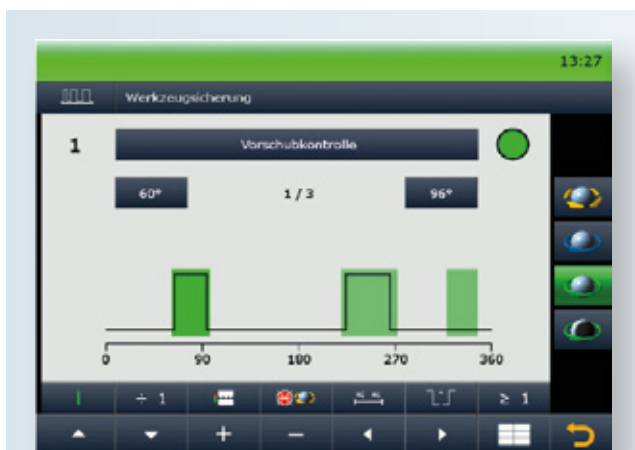 13:27
Werkzeugsicherung
1 Vorschubkontrolle
60° 1 / 3 96°
0 90 180 270 360
÷ 1 ≥ 1